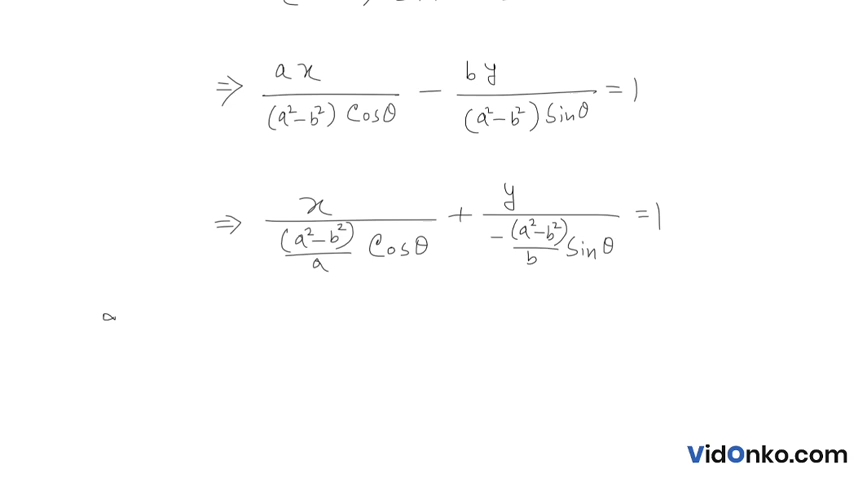 ⇒ ax / (a²-b²) Cosθ - by / (a²-b²) Sinθ = 1
⇒ x / ((a²-b²)/a Cosθ) + y / (-(a²-b²)/b Sinθ) = 1
VidOnko.com